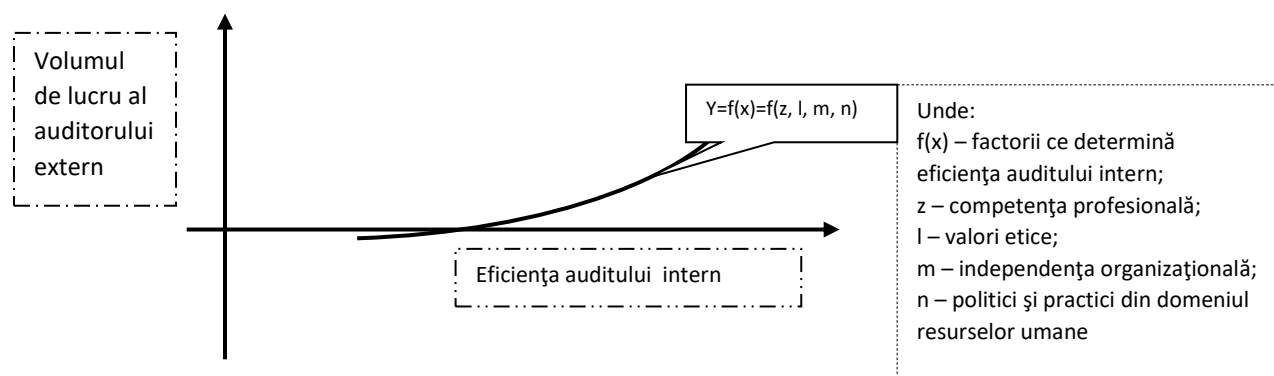 Volumul
de lucru al
auditorului
extern
Y=f(x)=f(z, l, m, n)
Eficienţa auditului  intern
Unde:
f(x) – factorii ce determină
eficienţa auditului intern;
z – competenţa profesională;
l – valori etice;
m – independenţa organizaţională;
n – politici şi practici din domeniul
resurselor umane